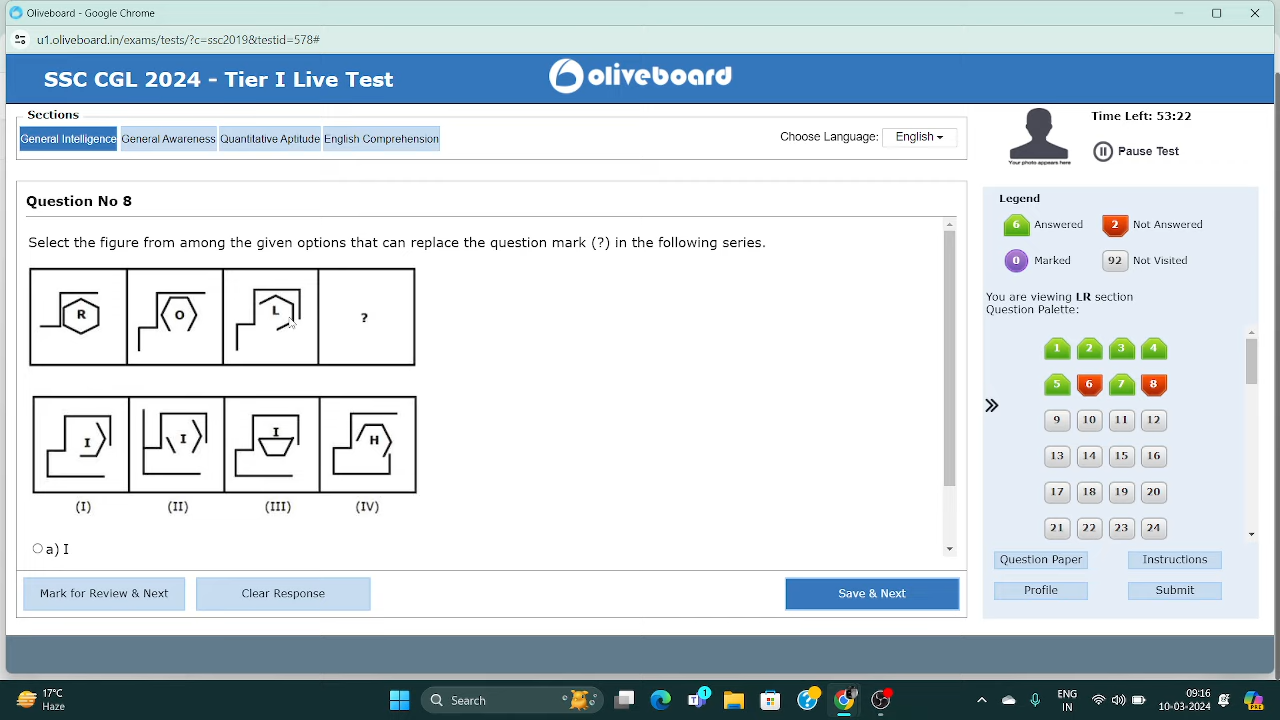 Oliveboard - Google Chrome
u1.oliveboard.in/exams/tests/?c=ssc2019&testid=578#
SSC CGL 2024 - Tier I Live Test
oliveboard
Sections
General Intelligence General Awareness Quantitative Aptitude English Comprehension
Choose Language: English
Your photo appears here
Time Left: 53:22
Pause Test
Question No 8
Select the figure from among the given options that can replace the question mark (?) in the following series.
R O L ?
I I I H
(I) (II) (III) (IV)
a) I
Mark for Review & Next
Clear Response
Save & Next
Legend
6 Answered 2 Not Answered
0 Marked 92 Not Visited
You are viewing LR section
Question Palette:
1 2 3 4
5 6 7 8
9 10 11 12
13 14 15 16
17 18 19 20
21 22 23 24
Question Paper Instructions
Profile Submit
17°C
Haze
Search
1
ENG
IN
09:16
10-03-2024